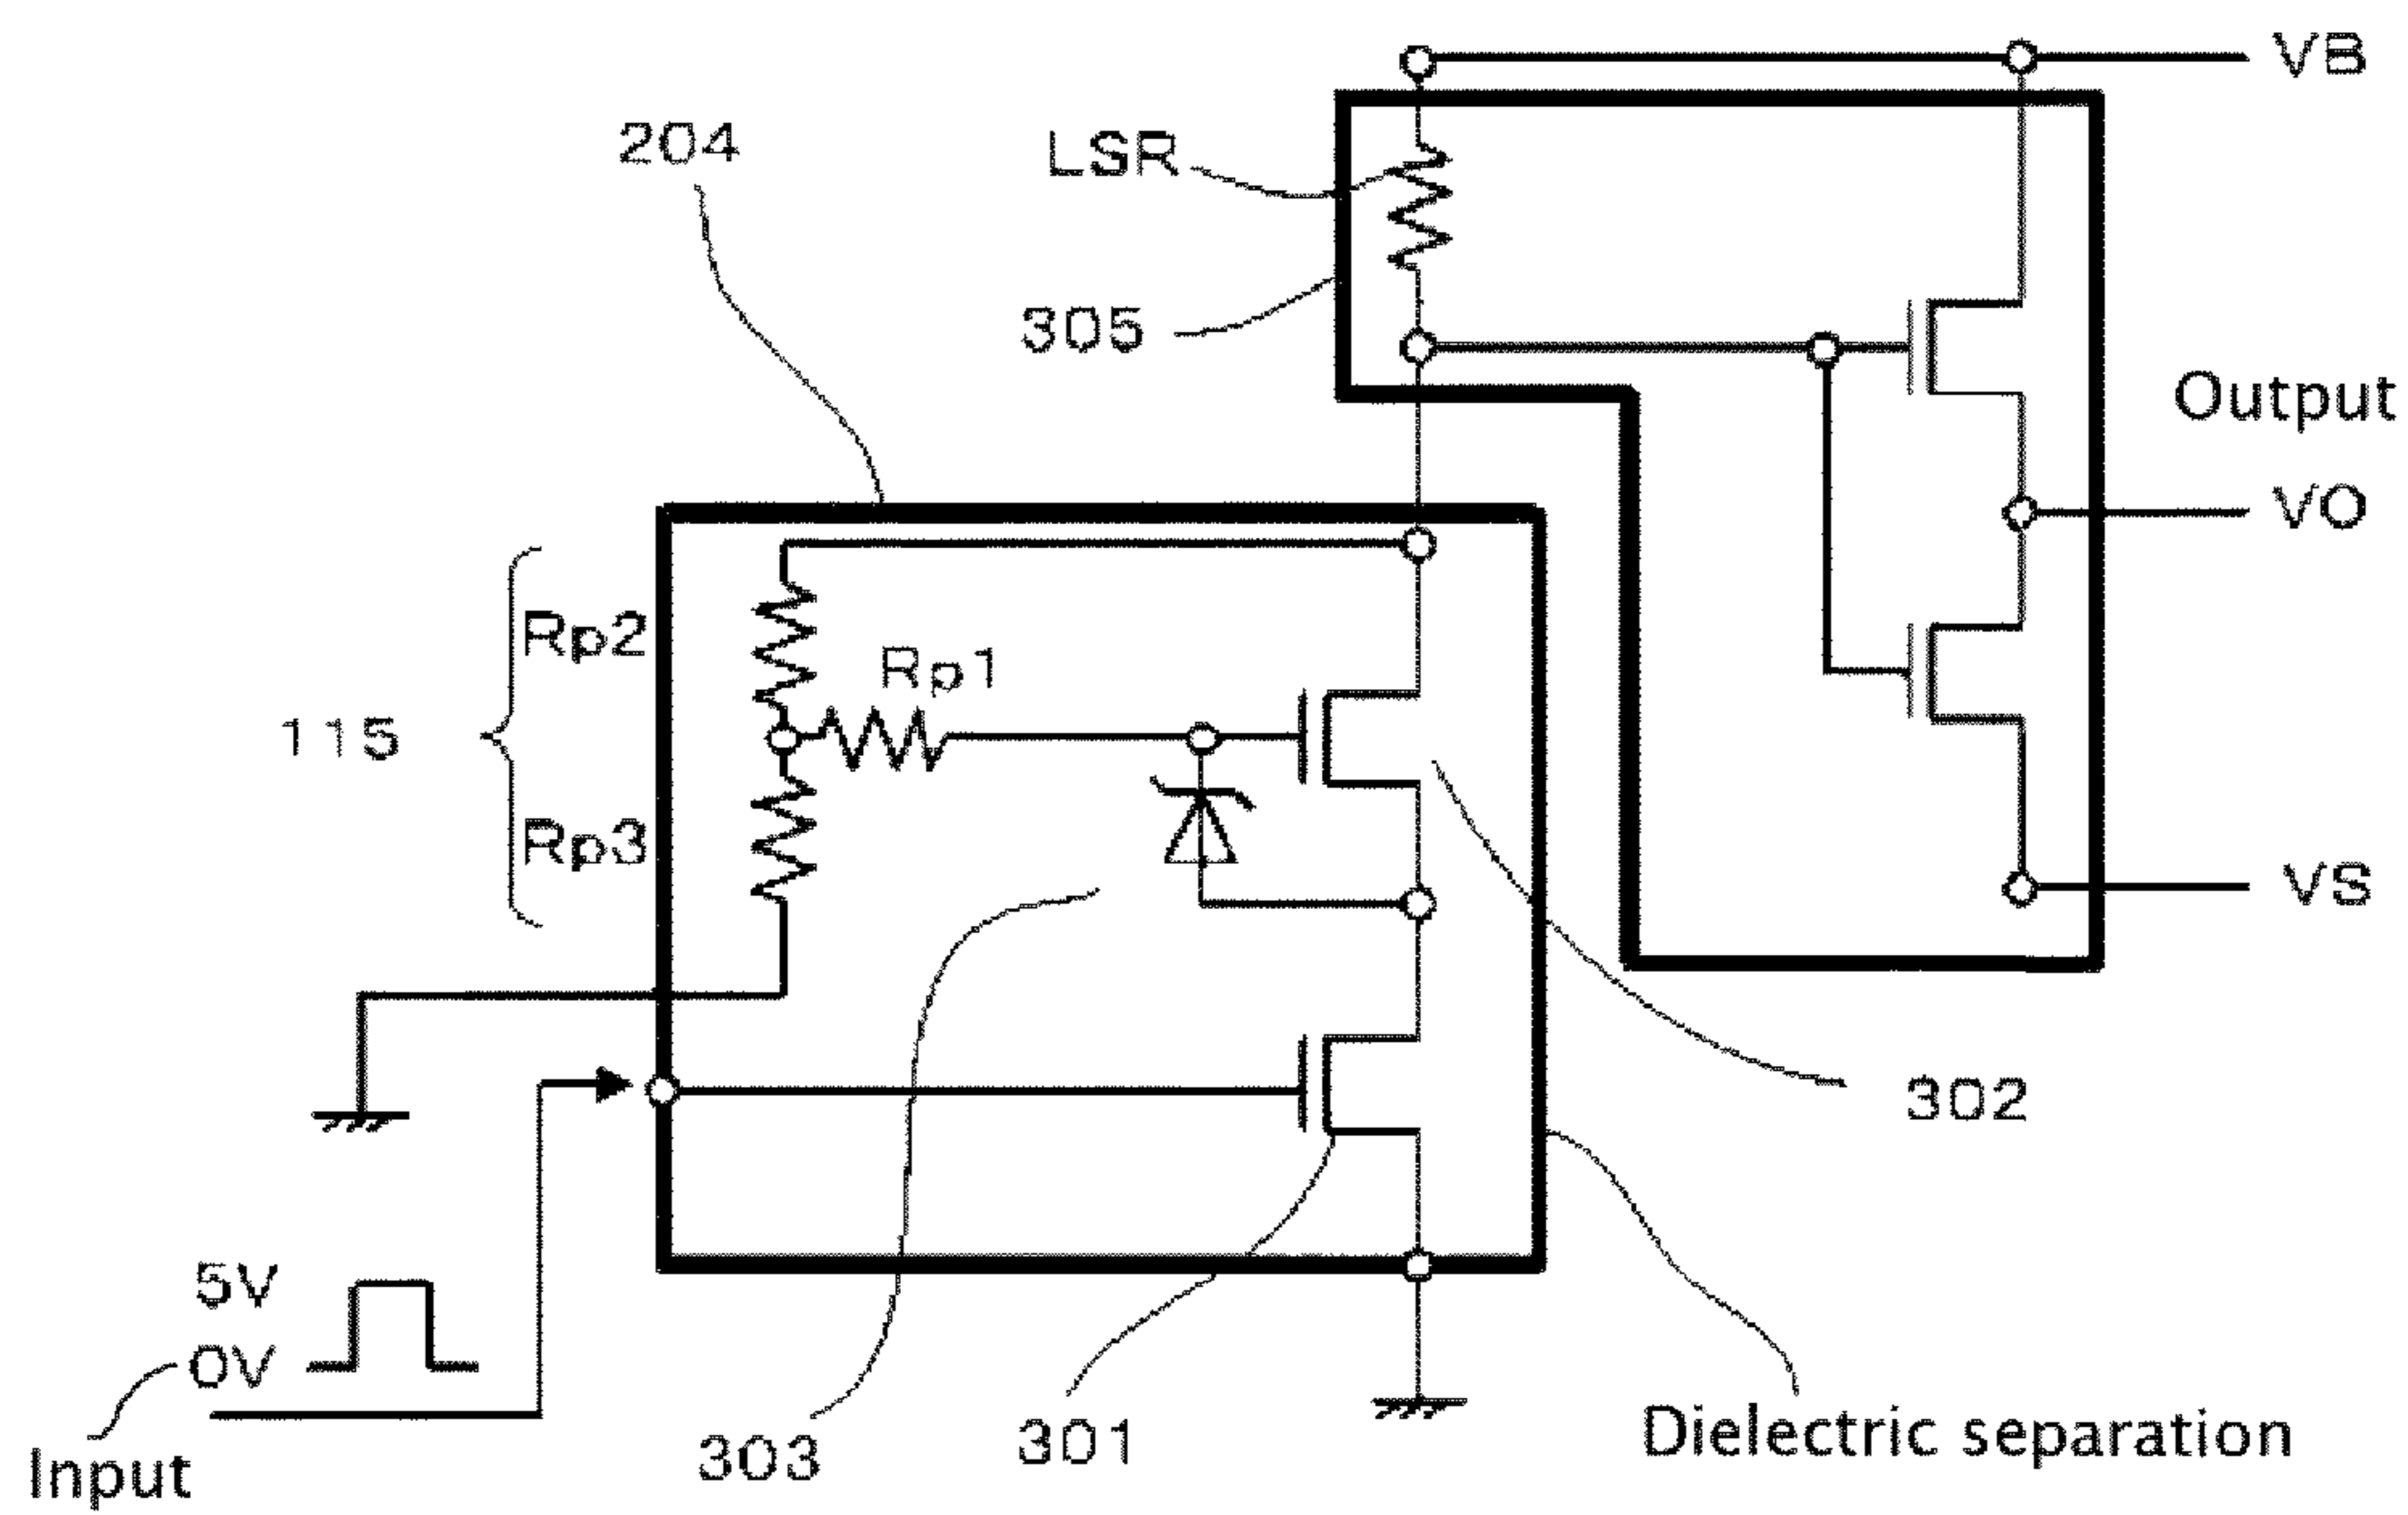 VB
204
LSR
305
Output
VO
Rp2
Rp1
115
Rp3
VS
302
5V
0V
Input
303
301
Dielectric separation